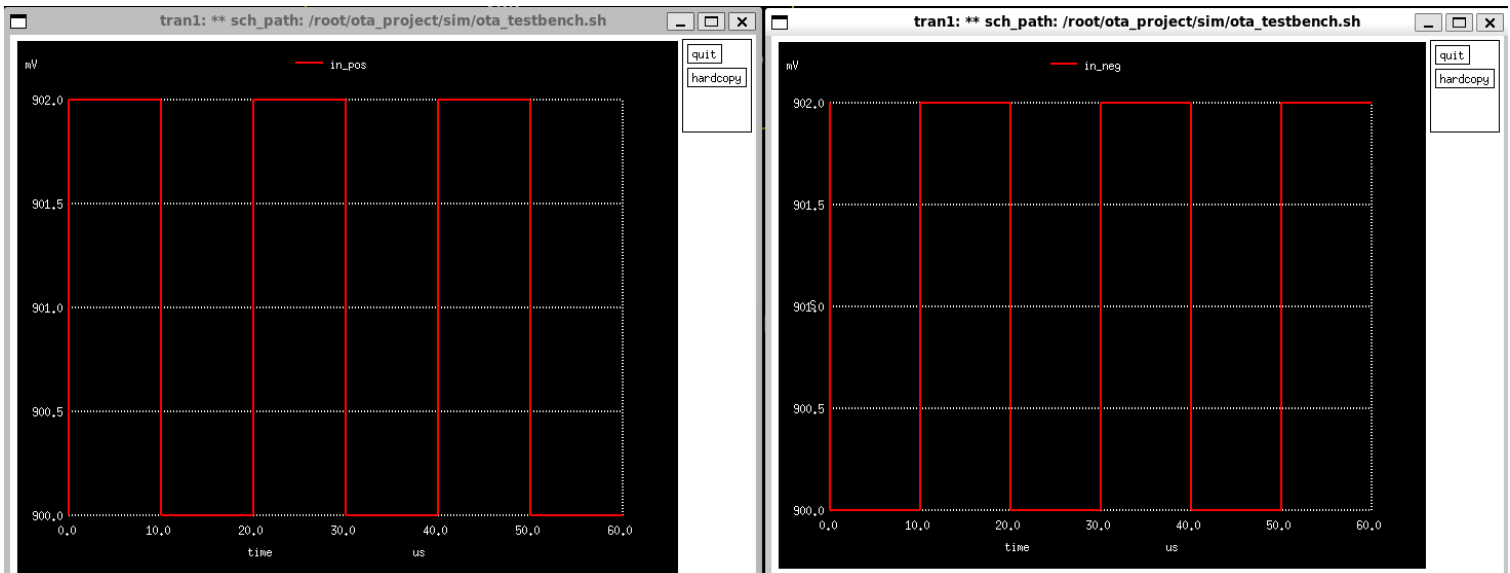 tran1: ** sch_path: /root/ota_project/sim/ota_testbench.sh
quit
hardcopy
mV
in_pos
902.0
901.5
901.0
900.5
900.0
0.0 10.0 20.0 30.0 40.0 50.0 60.0
time us
tran1: ** sch_path: /root/ota_project/sim/ota_testbench.sh
quit
hardcopy
mV
in_neg
902.0
901.5
900.5
900.0
0.0 10.0 20.0 30.0 40.0 50.0 60.0
time us